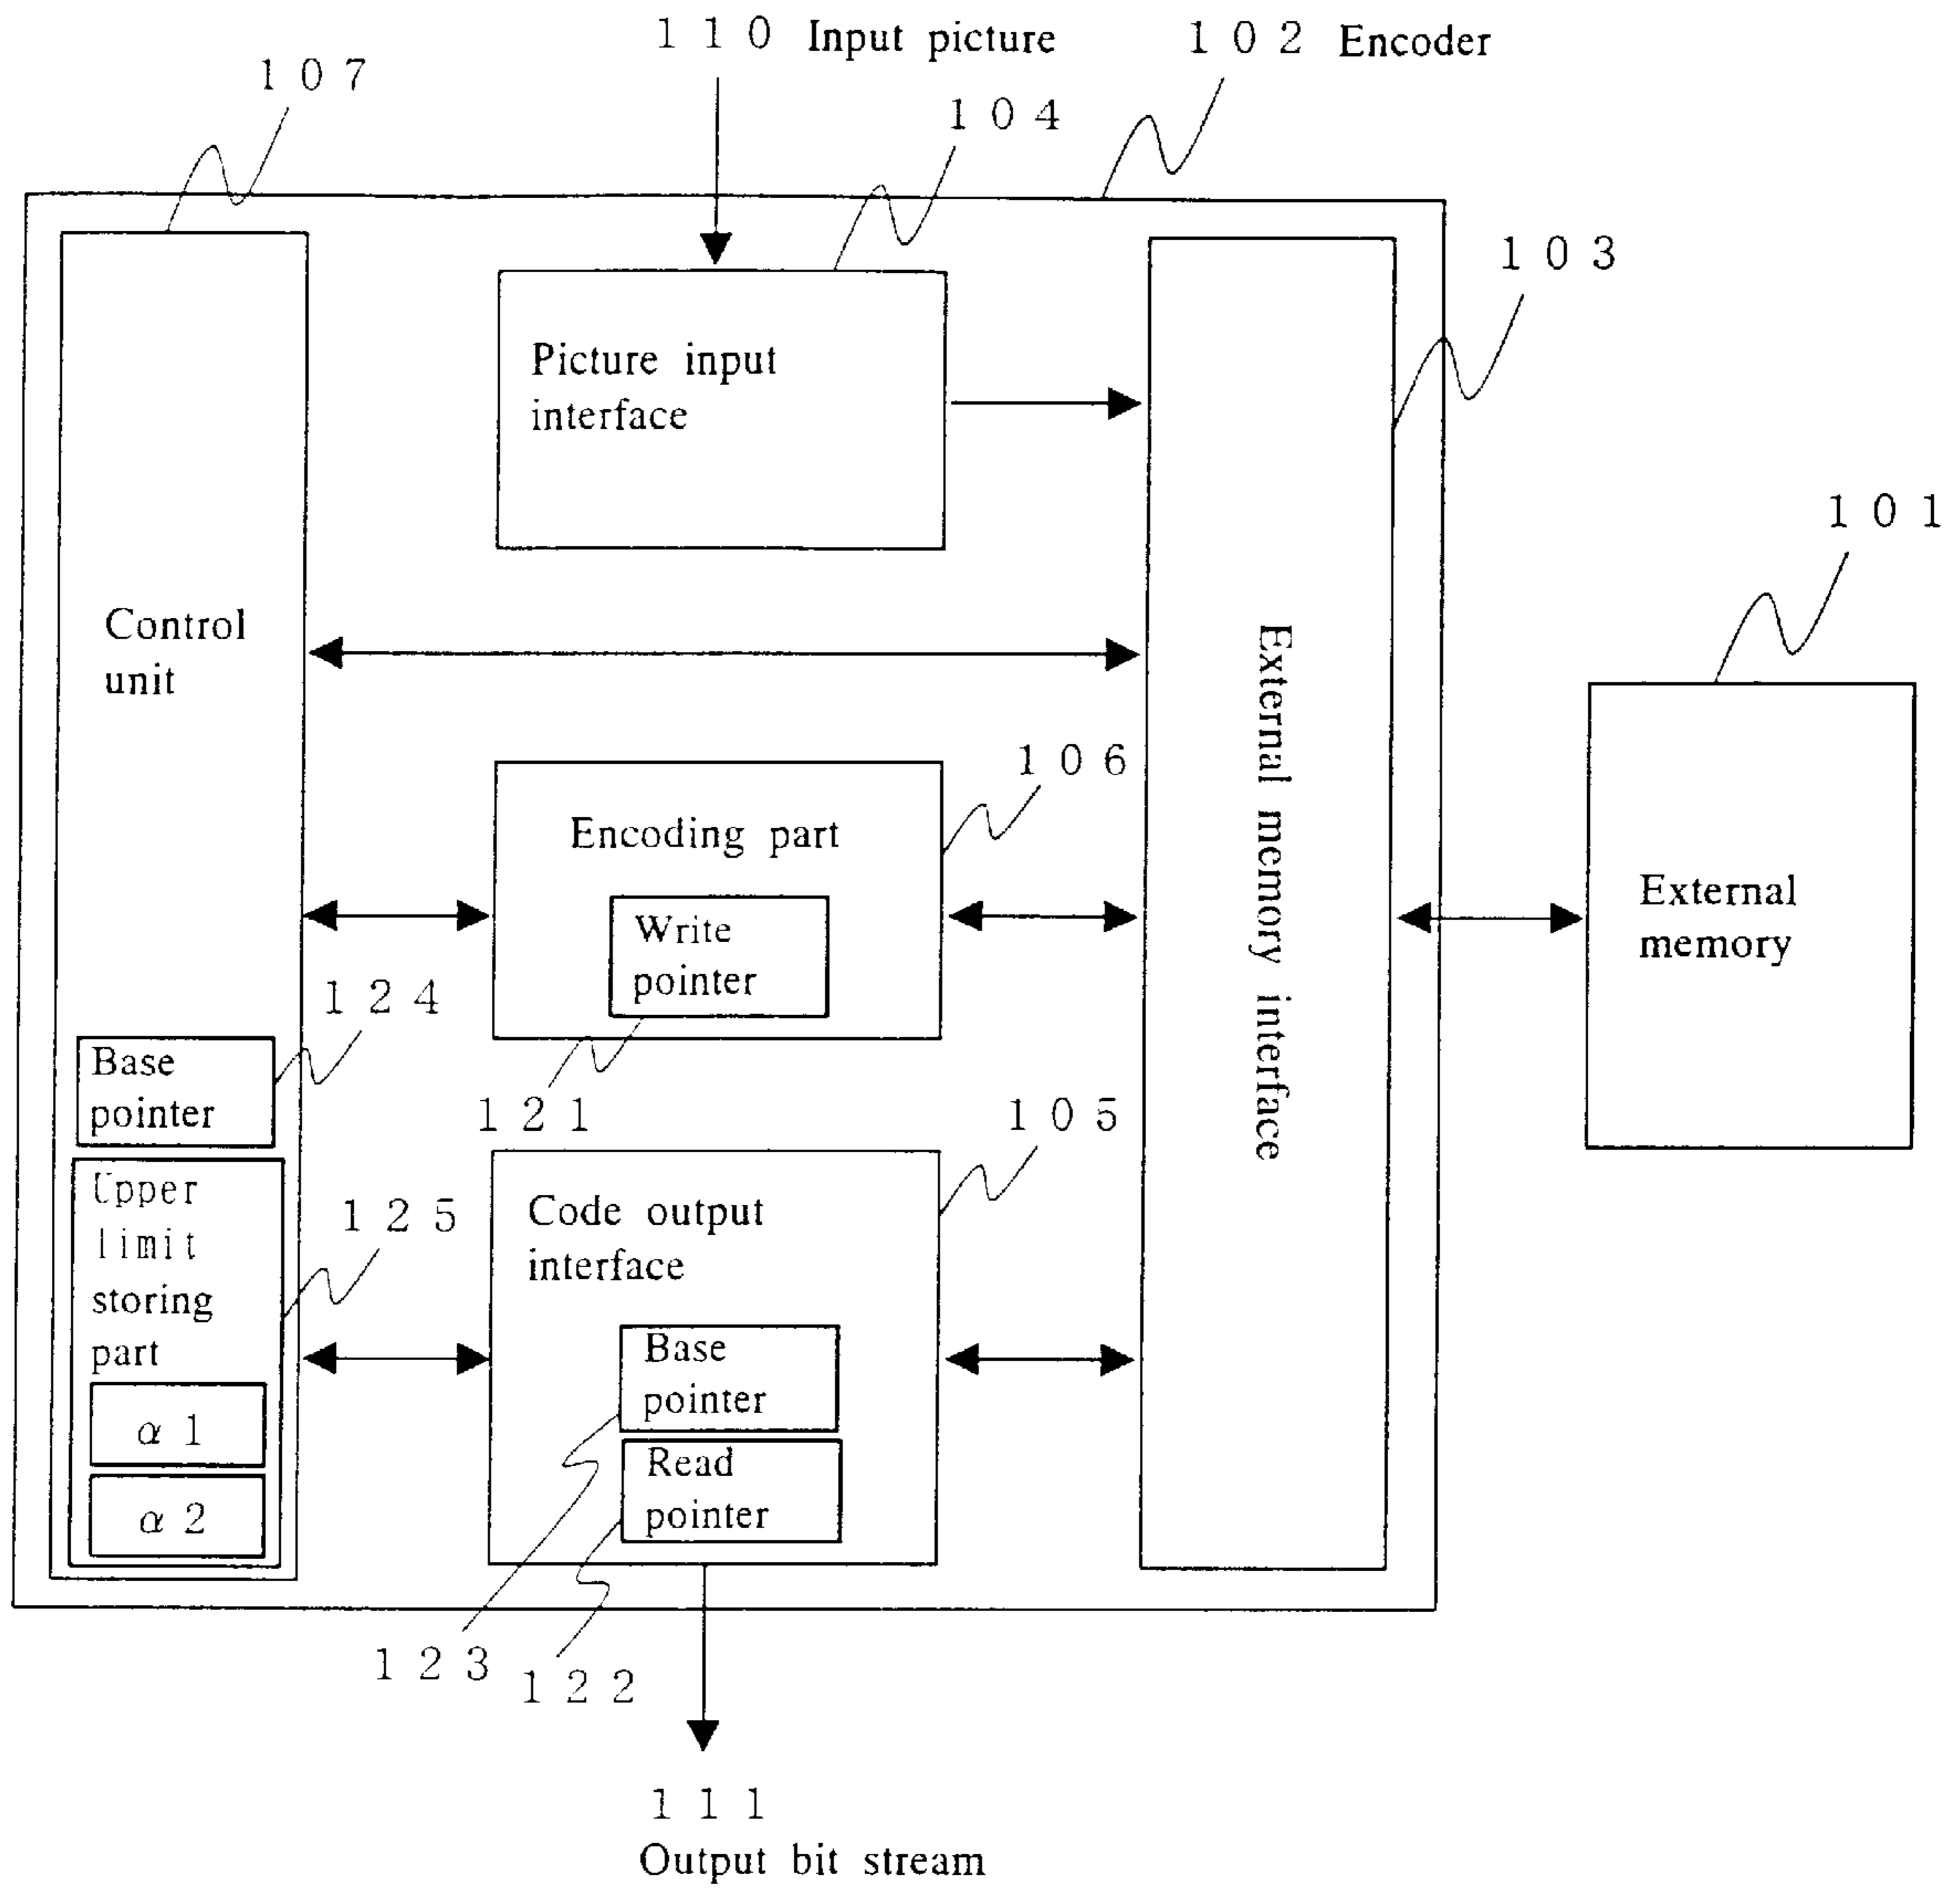 110 Input picture
102 Encoder
107
104
103
Picture input
interface
101
Control
unit
External memory interface
106
Encoding part
External
memory
Write
pointer
124
Base
pointer
121
105
Upper
limit
storing
part
125
Code output
interface
Base
pointer
α1
Read
pointer
α2
123
122
111
Output bit stream